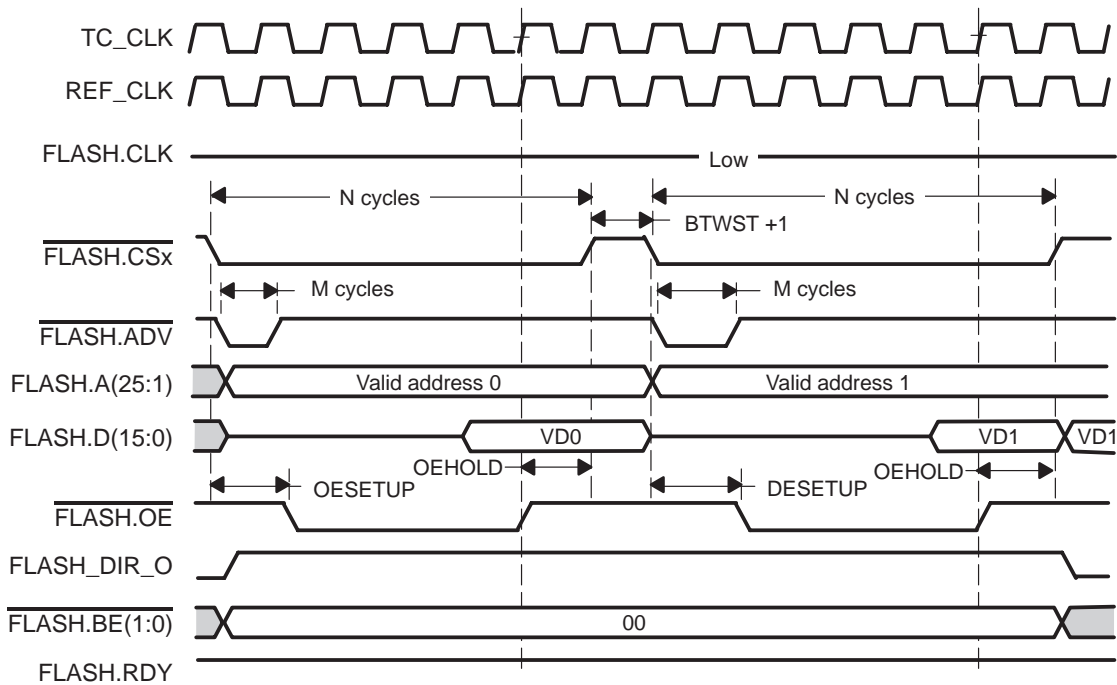 TC_CLK
REF_CLK
FLASH.CLK
Low
N cycles
N cycles
BTWST +1
FLASH.CSx
M cycles
M cycles
FLASH.ADV
FLASH.A(25:1)
Valid address 0
Valid address 1
FLASH.D(15:0)
VD0
VD1
VD1
OEHOLD
OEHOLD
OESETUP
DESETUP
FLASH.OE
FLASH_DIR_O
FLASH.BE(1:0)
00
FLASH.RDY